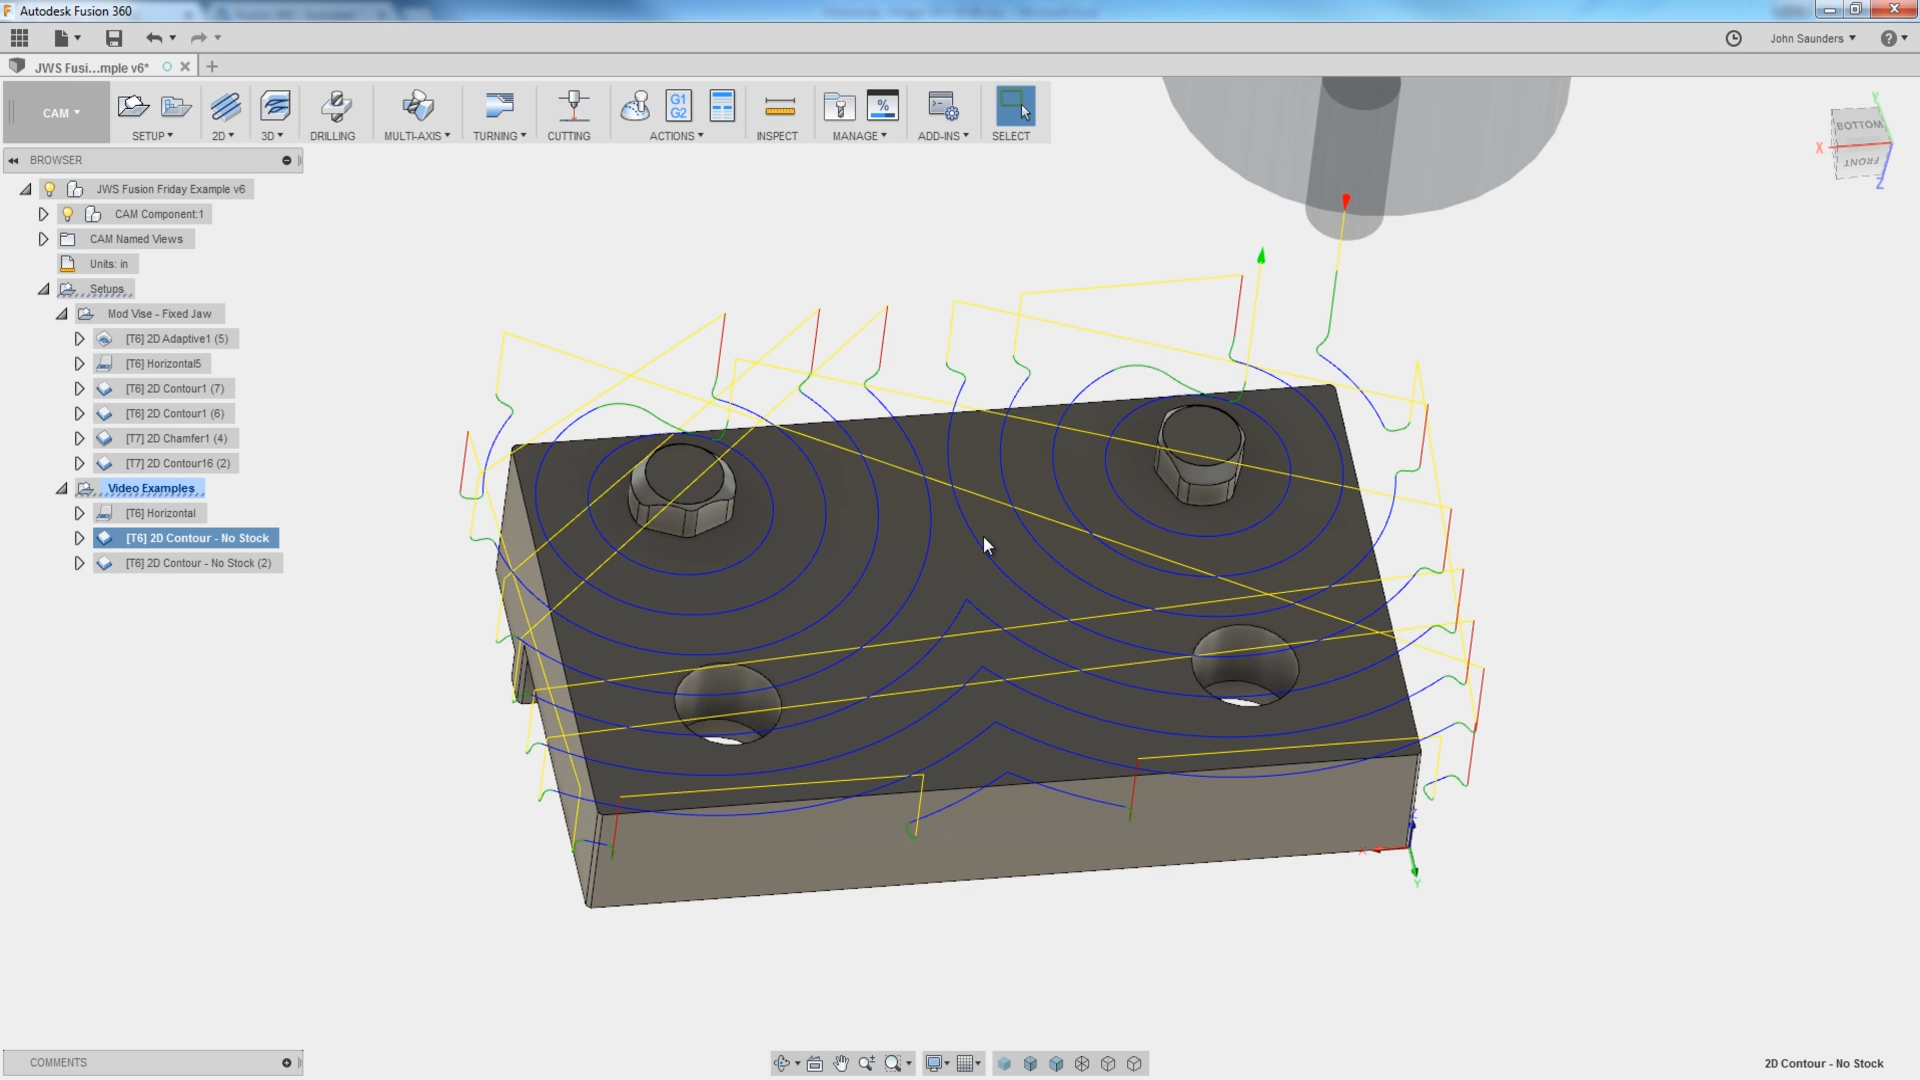 Autodesk Fusion 360
John Saunders
JWS Fusi...mple v6*
CAM
G1
G2
%
SETUP
2D
3D
DRILLING
MULTI-AXIS
TURNING
CUTTING
ACTIONS
INSPECT
MANAGE
ADD-INS
SELECT
Y
BOTTOM
X
FRONT
Z
BROWSER
JWS Fusion Friday Example v6
CAM Component:1
CAM Named Views
Units: in
Setups
Mod Vise - Fixed Jaw
[T6] 2D Adaptive1 (5)
[T6] Horizontal5
[T6] 2D Contour1 (7)
[T6] 2D Contour1 (6)
[T7] 2D Chamfer1 (4)
[T7] 2D Contour16 (2)
Video Examples
[T6] Horizontal
[T6] 2D Contour - No Stock
[T6] 2D Contour - No Stock (2)
Z
X
Y
COMMENTS
2D Contour - No Stock